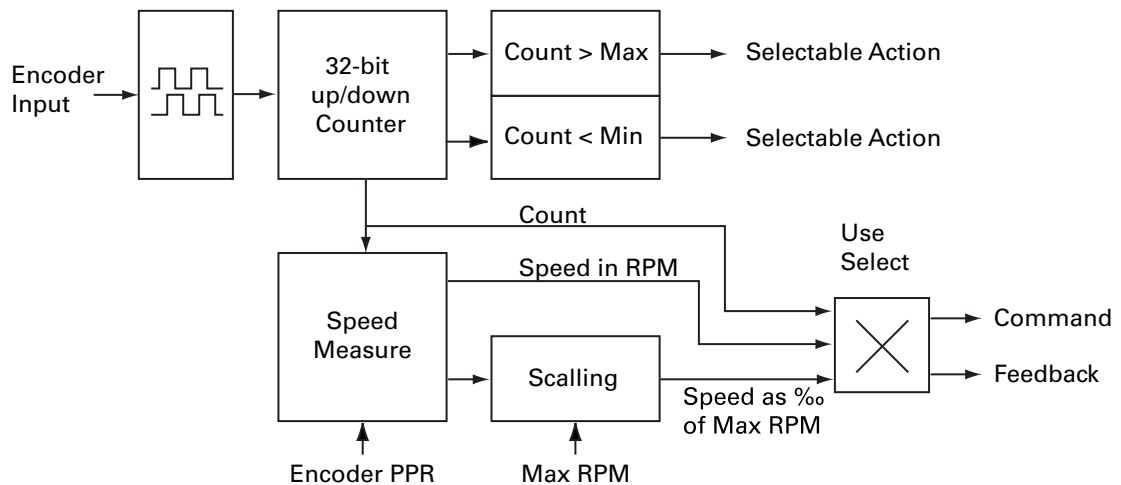 Encoder
Input
32-bit
up/down
Counter
Count > Max
Selectable Action
Count < Min
Selectable Action
Count
Use
Select
Speed in RPM
Speed
Measure
Scalling
Command
Feedback
Speed as ‰
of Max RPM
Encoder PPR
Max RPM